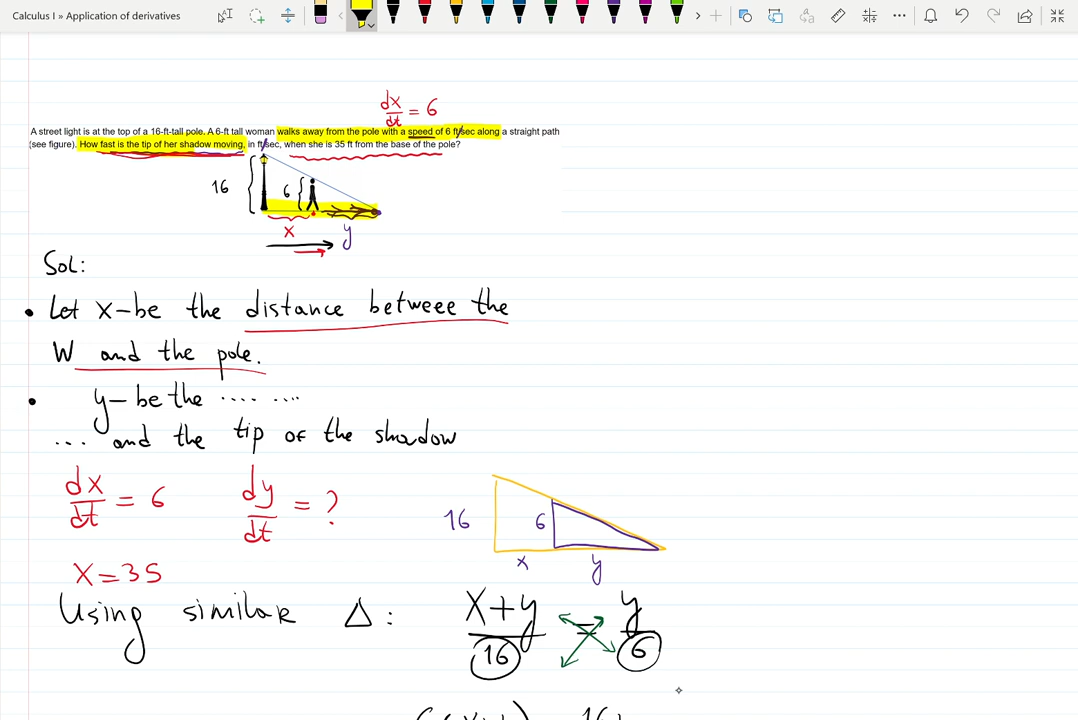 Calculus I » Application of derivatives
dx/dt = 6
A street light is at the top of a 16-ft-tall pole. A 6-ft tall woman walks away from the pole with a speed of 6 ft/sec along a straight path
(see figure). How fast is the tip of her shadow moving, in ft/sec, when she is 35 ft from the base of the pole?
16
6
x
y
Sol:
• Let x-be the distance betweee the
W and the pole.
• y-be the .... ....
... and the tip of the shadow
dx/dt = 6 dy/dt = ?
16 6
x y
x=35
Using similar Δ: x+y/16 = y/6